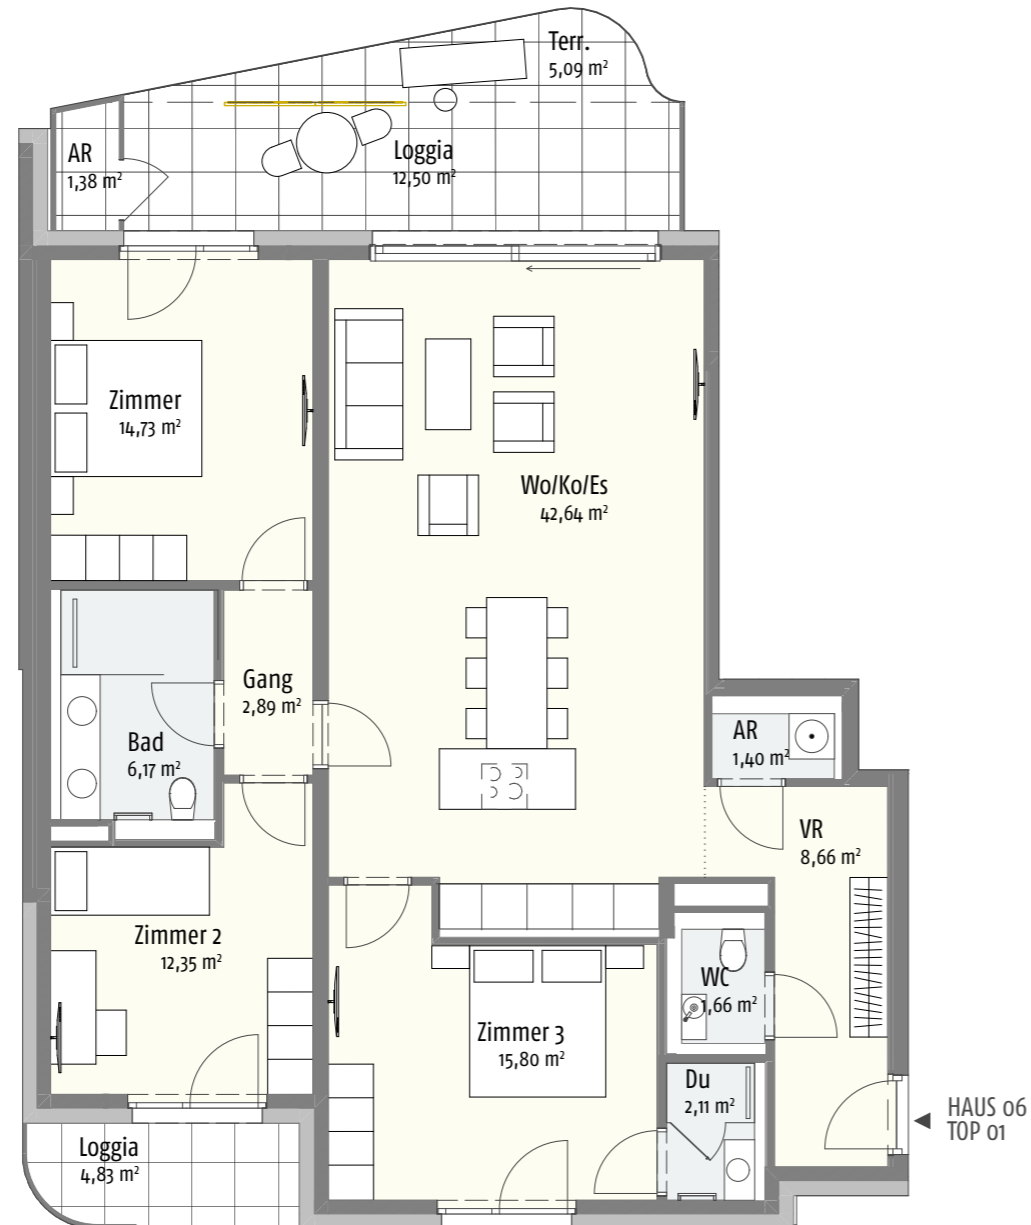 Terr.
5,09 m²
AR
1,38 m²
Loggia
12,50 m²
Zimmer
14,73 m²
Wo/Ko/Es
42,64 m²
Gang
2,89 m²
Bad
6,17 m²
AR
1,40 m²
VR
8,66 m²
Zimmer 2
12,35 m²
WC
1,66 m²
Zimmer 3
15,80 m²
Du
2,11 m²
HAUS 06
TOP 01
Loggia
4,83 m²